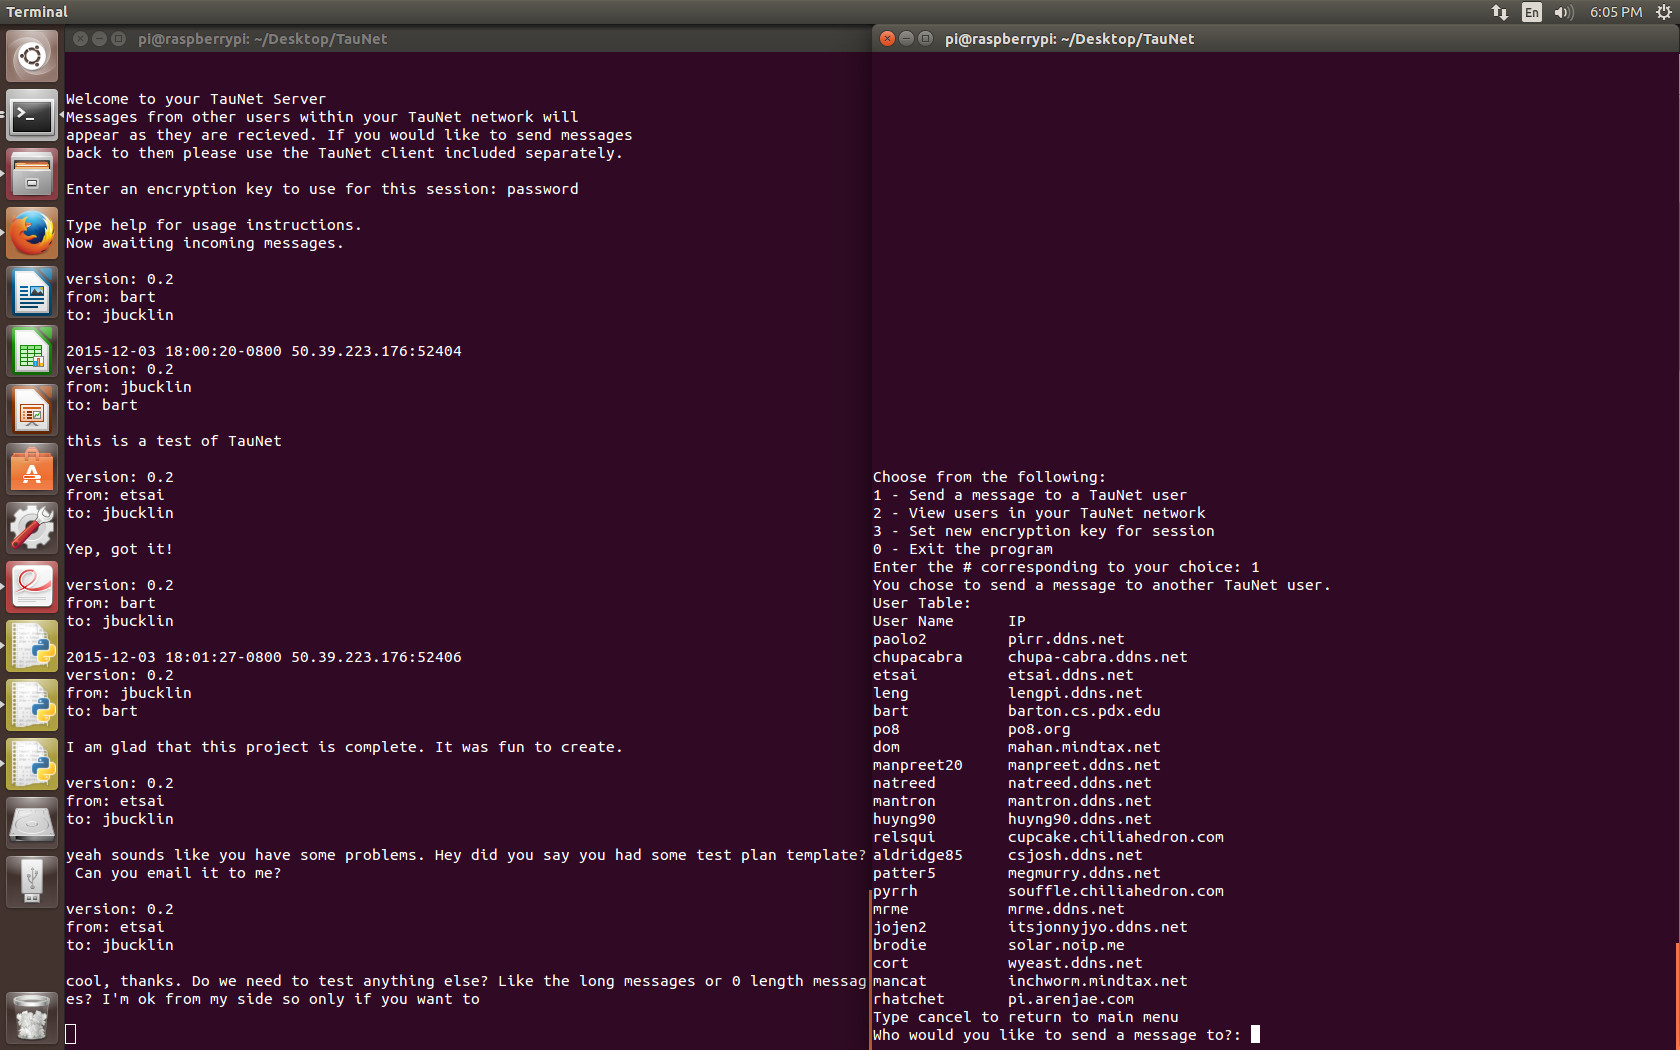 Terminal
En
6:05 PM
pi@raspberrypi: ~/Desktop/TauNet
Welcome to your TauNet Server
Messages from other users within your TauNet network will
appear as they are recieved. If you would like to send messages
back to them please use the TauNet client included separately.
Enter an encryption key to use for this session: password
Type help for usage instructions.
Now awaiting incoming messages.
version: 0.2
from: bart
to: jbucklin
2015-12-03 18:00:20-0800 50.39.223.176:52404
version: 0.2
from: jbucklin
to: bart
this is a test of TauNet
version: 0.2
from: etsai
to: jbucklin
Yep, got it!
version: 0.2
from: bart
to: jbucklin
2015-12-03 18:01:27-0800 50.39.223.176:52406
version: 0.2
from: jbucklin
to: bart
I am glad that this project is complete. It was fun to create.
version: 0.2
from: etsai
to: jbucklin
yeah sounds like you have some problems. Hey did you say you had some test plan template?
Can you email it to me?
version: 0.2
from: etsai
to: jbucklin
cool, thanks. Do we need to test anything else? Like the long messages or 0 length messag
es? I'm ok from my side so only if you want to
pi@raspberrypi: ~/Desktop/TauNet
Choose from the following:
1 - Send a message to a TauNet user
2 - View users in your TauNet network
3 - Set new encryption key for session
0 - Exit the program
Enter the # corresponding to your choice: 1
You chose to send a message to another TauNet user.
User Table:
User Name IP
paolo2 pirr.ddns.net
chupacabra chupa-cabra.ddns.net
etsai etsai.ddns.net
leng lengpi.ddns.net
bart barton.cs.pdx.edu
po8 po8.org
dom mahan.mindtax.net
manpreet20 manpreet.ddns.net
natreed natreed.ddns.net
mantron mantron.ddns.net
huyng90 huyng90.ddns.net
relsqui cupcake.chiliahedron.com
aldridge85 csjosh.ddns.net
patter5 megmurry.ddns.net
pyrrh souffle.chiliahedron.com
mrme mrme.ddns.net
jojen2 itsjonnyjyo.ddns.net
brodie solar.noip.me
cort wyeast.ddns.net
mancat inchworm.mindtax.net
rhatchet pi.arenjae.com
Type cancel to return to main menu
Who would you like to send a message to?: